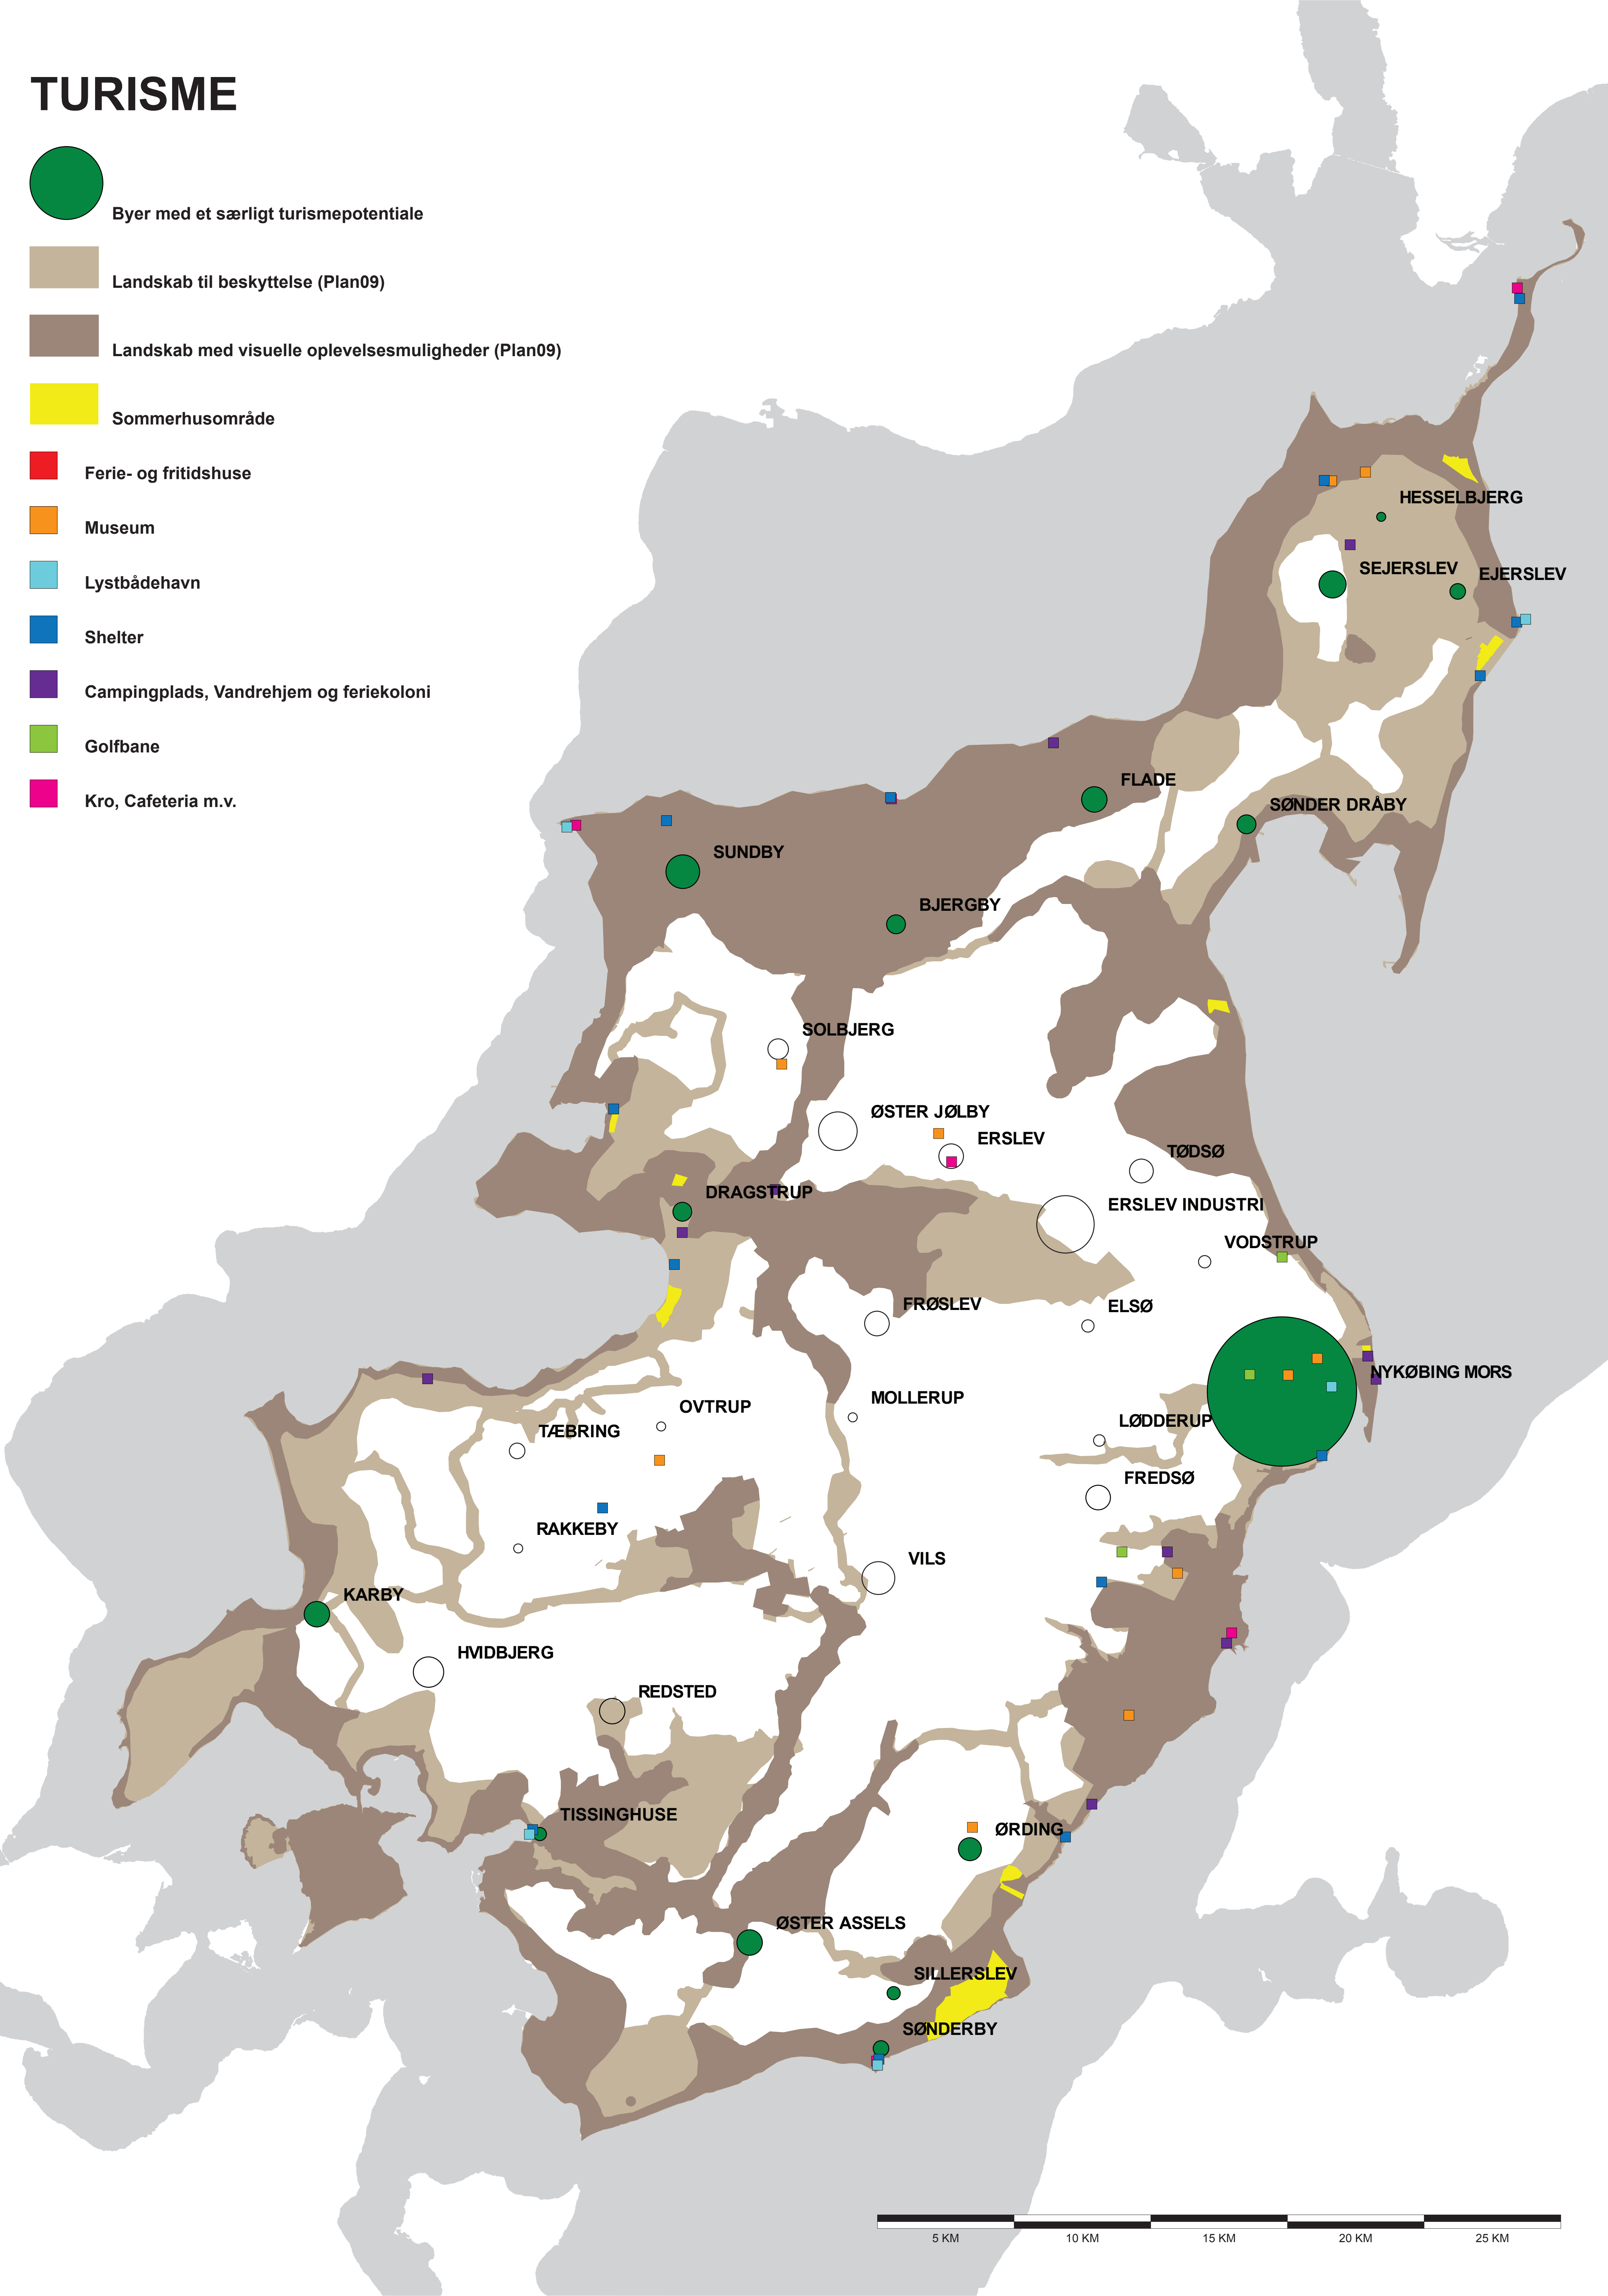 TURISME
Byer med et særligt turismepotentiale
Landskab til beskyttelse (Plan09)
Landskab med visuelle oplevelsesmuligheder (Plan09)
Sommerhusområde
Ferie- og fritidshuse
Museum
Lystbådehavn
Shelter
Campingplads, Vandrehjem og feriekoloni
Golfbane
Kro, Cafeteria m.v.
HESSELBJERG
SEJERSLEV
EJERSLEV
FLADE
SØNDER DRÅBY
SUNDBY
BJERGBY
SOLBJERG
ØSTER JØLBY
ERSLEV
TØDSØ
DRAGSTRUP
ERSLEV INDUSTRI
VODSTRUP
FRØSLEV
ELSØ
NYKØBING MORS
MOLLERUP
OVTRUP
LØDDERUP
TÆBRING
FREDSØ
RAKKEBY
VILS
KARBY
HVIDBJERG
REDSTED
TISSINGHUSE
ØRDING
ØSTER ASSELS
SILLERSLEV
SØNDERBY
5 KM 10 KM 15 KM 20 KM 25 KM